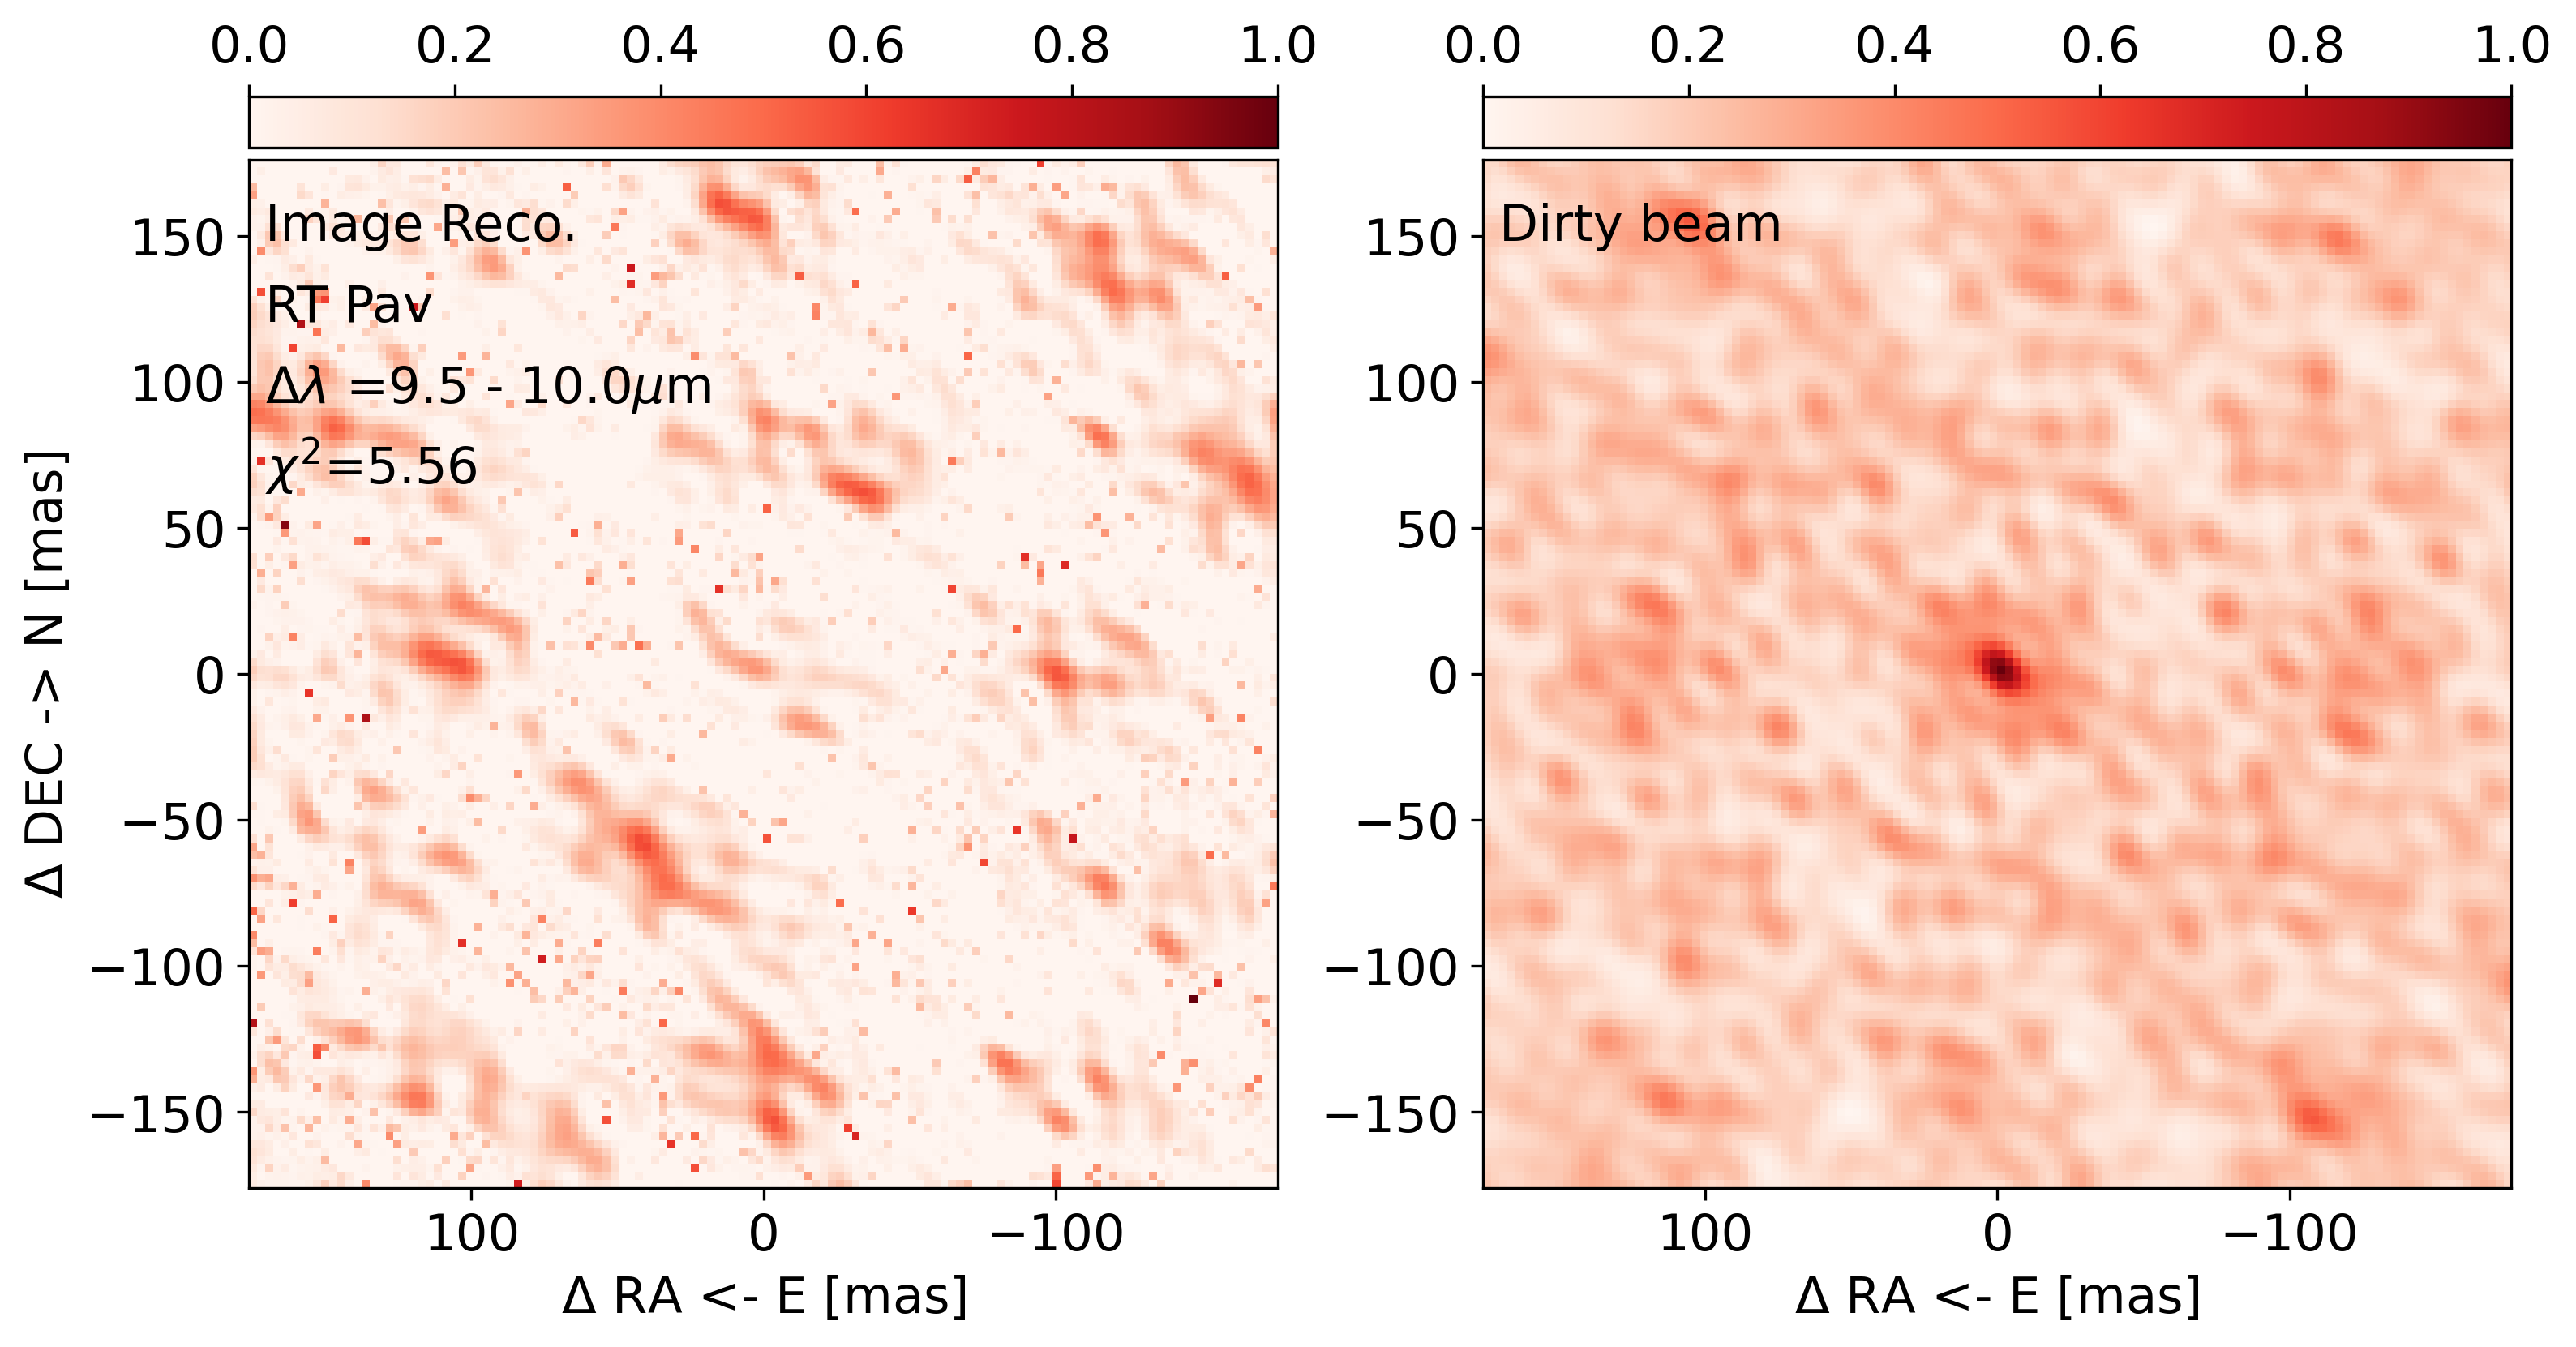 0.0 0.2 0.4 0.6 0.8 1.0
0.0 0.2 0.4 0.6 0.8 1.0
Image Reco.
RT Pav
Δλ =9.5 - 10.0μm
χ²=5.56
Dirty beam
150
100
50
0
−50
−100
−150
Δ DEC -> N [mas]
100 0 −100
Δ RA <- E [mas]
150
100
50
0
−50
−100
−150
100 0 −100
Δ RA <- E [mas]